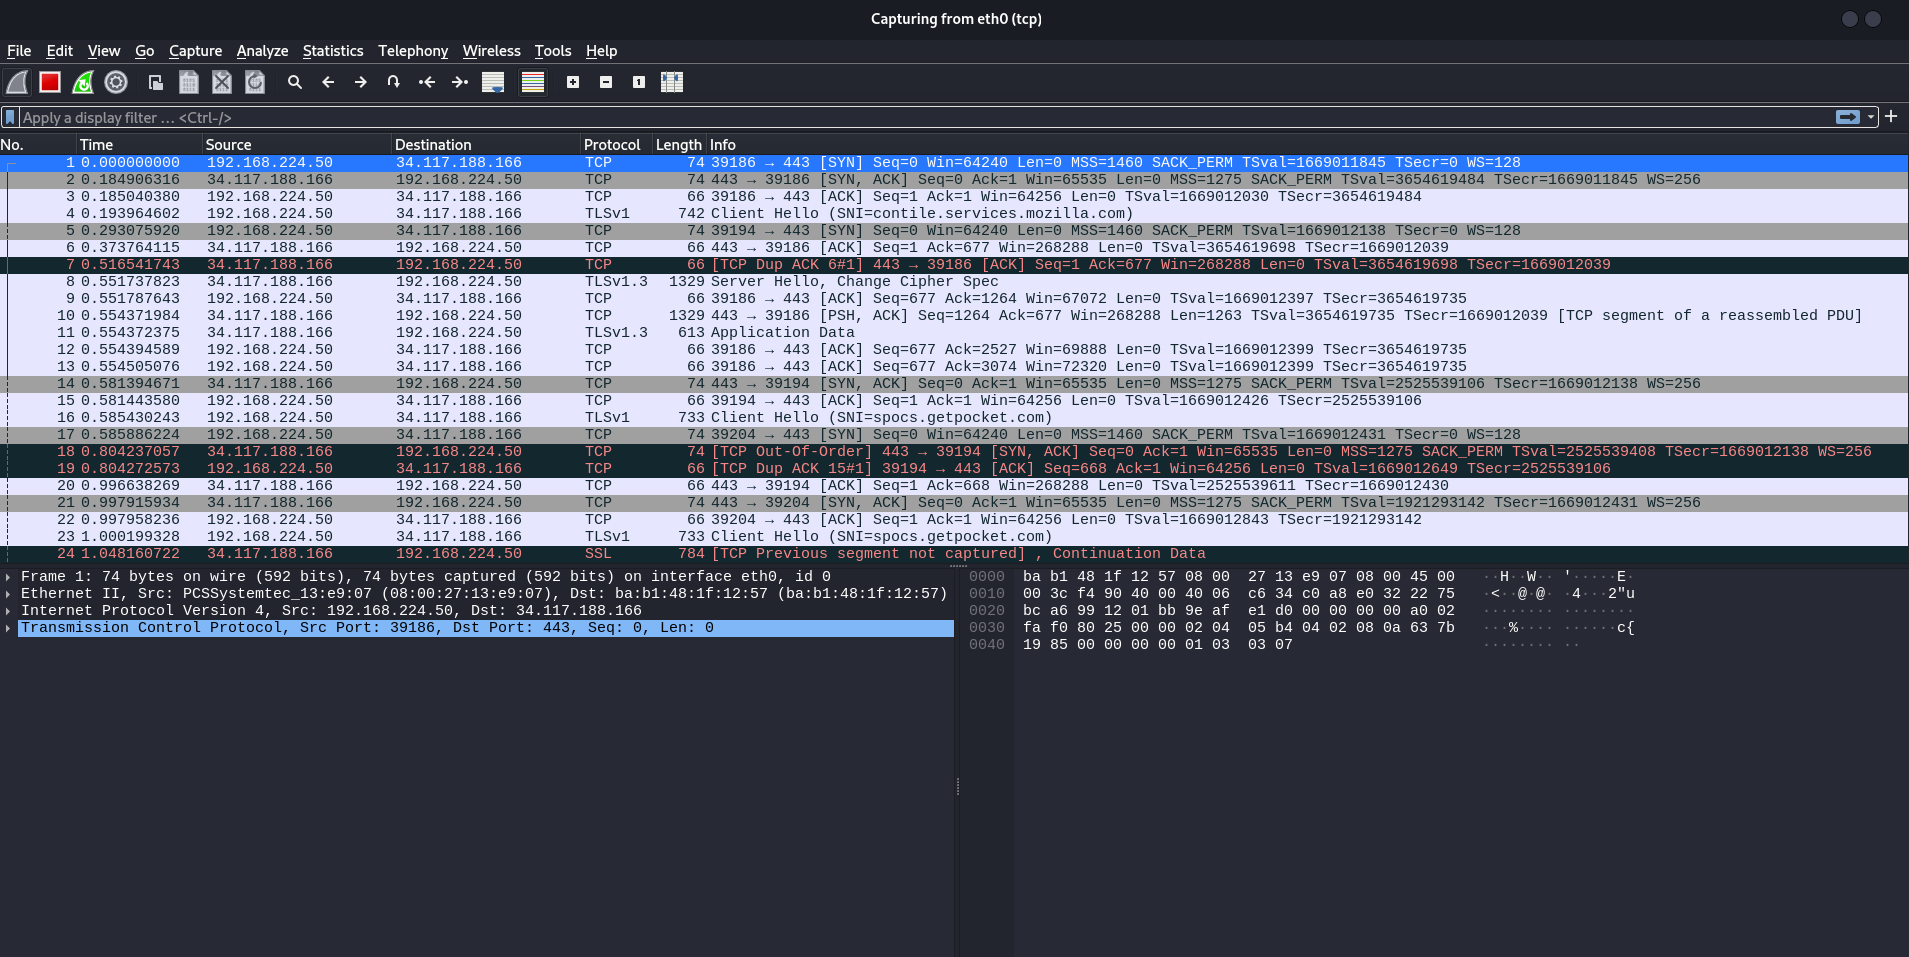 Capturing from eth0 (tcp)
File Edit View Go Capture Analyze Statistics Telephony Wireless Tools Help
Apply a display filter ... <Ctrl-/>
No. Time Source Destination Protocol Length Info
1 0.000000000 192.168.224.50 34.117.188.166 TCP 74 39186 → 443 [SYN] Seq=0 Win=64240 Len=0 MSS=1460 SACK_PERM TSval=1669011845 TSecr=0 WS=128
2 0.184906316 34.117.188.166 192.168.224.50 TCP 74 443 → 39186 [SYN, ACK] Seq=0 Ack=1 Win=65535 Len=0 MSS=1275 SACK_PERM TSval=3654619484 TSecr=1669011845 WS=256
3 0.185040380 192.168.224.50 34.117.188.166 TCP 66 39186 → 443 [ACK] Seq=1 Ack=1 Win=64256 Len=0 TSval=1669012030 TSecr=3654619484
4 0.193964602 192.168.224.50 34.117.188.166 TLSv1 742 Client Hello (SNI=contile.services.mozilla.com)
5 0.293075920 192.168.224.50 34.117.188.166 TCP 74 39194 → 443 [SYN] Seq=0 Win=64240 Len=0 MSS=1460 SACK_PERM TSval=1669012138 TSecr=0 WS=128
6 0.373764115 34.117.188.166 192.168.224.50 TCP 66 443 → 39186 [ACK] Seq=1 Ack=677 Win=268288 Len=0 TSval=3654619698 TSecr=1669012039
7 0.516541743 34.117.188.166 192.168.224.50 TCP 66 [TCP Dup ACK 6#1] 443 → 39186 [ACK] Seq=1 Ack=677 Win=268288 Len=0 TSval=3654619698 TSecr=1669012039
8 0.551737823 34.117.188.166 192.168.224.50 TLSv1.3 1329 Server Hello, Change Cipher Spec
9 0.551787643 192.168.224.50 34.117.188.166 TCP 66 39186 → 443 [ACK] Seq=677 Ack=1264 Win=67072 Len=0 TSval=1669012397 TSecr=3654619735
10 0.554371984 34.117.188.166 192.168.224.50 TCP 1329 443 → 39186 [PSH, ACK] Seq=1264 Ack=677 Win=268288 Len=1263 TSval=3654619735 TSecr=1669012039 [TCP segment of a reassembled PDU]
11 0.554372375 34.117.188.166 192.168.224.50 TLSv1.3 613 Application Data
12 0.554394589 192.168.224.50 34.117.188.166 TCP 66 39186 → 443 [ACK] Seq=677 Ack=2527 Win=69888 Len=0 TSval=1669012399 TSecr=3654619735
13 0.554505076 192.168.224.50 34.117.188.166 TCP 66 39186 → 443 [ACK] Seq=677 Ack=3074 Win=72320 Len=0 TSval=1669012399 TSecr=3654619735
14 0.581394671 34.117.188.166 192.168.224.50 TCP 74 443 → 39194 [SYN, ACK] Seq=0 Ack=1 Win=65535 Len=0 MSS=1275 SACK_PERM TSval=2525539106 TSecr=1669012138 WS=256
15 0.581443580 192.168.224.50 34.117.188.166 TCP 66 39194 → 443 [ACK] Seq=1 Ack=1 Win=64256 Len=0 TSval=1669012426 TSecr=2525539106
16 0.585430243 192.168.224.50 34.117.188.166 TLSv1 733 Client Hello (SNI=spocs.getpocket.com)
17 0.585886224 192.168.224.50 34.117.188.166 TCP 74 39204 → 443 [SYN] Seq=0 Win=64240 Len=0 MSS=1460 SACK_PERM TSval=1669012431 TSecr=0 WS=128
18 0.804237057 34.117.188.166 192.168.224.50 TCP 74 [TCP Out-Of-Order] 443 → 39194 [SYN, ACK] Seq=0 Ack=1 Win=65535 Len=0 MSS=1275 SACK_PERM TSval=2525539408 TSecr=1669012138 WS=256
19 0.804272573 192.168.224.50 34.117.188.166 TCP 66 [TCP Dup ACK 15#1] 39194 → 443 [ACK] Seq=668 Ack=1 Win=64256 Len=0 TSval=1669012649 TSecr=2525539106
20 0.996638269 34.117.188.166 192.168.224.50 TCP 66 443 → 39194 [ACK] Seq=1 Ack=668 Win=268288 Len=0 TSval=2525539611 TSecr=1669012430
21 0.997915934 34.117.188.166 192.168.224.50 TCP 74 443 → 39204 [SYN, ACK] Seq=0 Ack=1 Win=65535 Len=0 MSS=1275 SACK_PERM TSval=1921293142 TSecr=1669012431 WS=256
22 0.997958236 192.168.224.50 34.117.188.166 TCP 66 39204 → 443 [ACK] Seq=1 Ack=1 Win=64256 Len=0 TSval=1669012843 TSecr=1921293142
23 1.000199328 192.168.224.50 34.117.188.166 TLSv1 733 Client Hello (SNI=spocs.getpocket.com)
24 1.048160722 34.117.188.166 192.168.224.50 SSL 784 [TCP Previous segment not captured] , Continuation Data
Frame 1: 74 bytes on wire (592 bits), 74 bytes captured (592 bits) on interface eth0, id 0
Ethernet II, Src: PCSSystemtec_13:e9:07 (08:00:27:13:e9:07), Dst: ba:b1:48:1f:12:57 (ba:b1:48:1f:12:57)
Internet Protocol Version 4, Src: 192.168.224.50, Dst: 34.117.188.166
Transmission Control Protocol, Src Port: 39186, Dst Port: 443, Seq: 0, Len: 0
0000 ba b1 48 1f 12 57 08 00 27 13 e9 07 08 00 45 00 ··H··W·· '·····E·
0010 00 3c f4 90 40 00 40 06 c6 34 c0 a8 e0 32 22 75 ·<··@·@· ·4···2"u
0020 bc a6 99 12 01 bb 9e af e1 d0 00 00 00 00 a0 02 ········ ········
0030 fa f0 80 25 00 00 02 04 05 b4 04 02 08 0a 63 7b ···%···· ······c{
0040 19 85 00 00 00 00 01 03 03 07 ········ ··